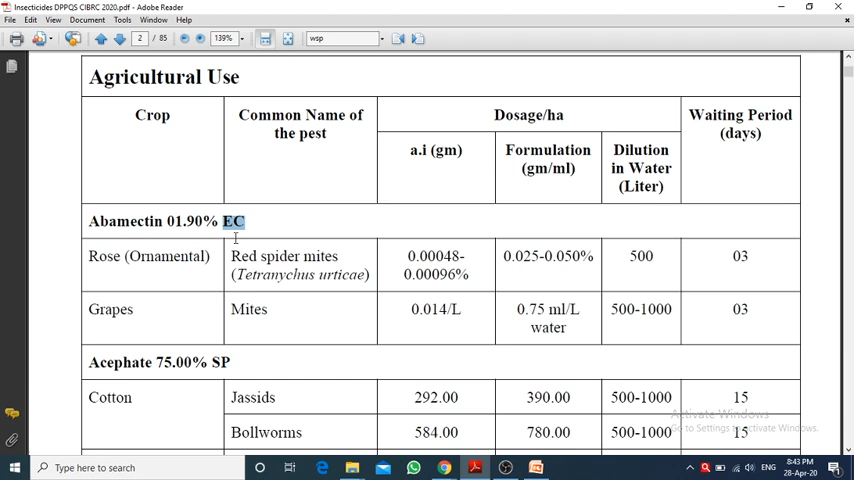 Insecticides DPPQS CIBRC 2020.pdf - Adobe Reader
File Edit View Document Tools Window Help
2 / 85 139% wsp
Agricultural Use
Crop
Common Name of
the pest
Dosage/ha
Waiting Period
(days)
a.i (gm)
Formulation
(gm/ml)
Dilution
in Water
(Liter)
Abamectin 01.90% EC
Rose (Ornamental)
Red spider mites
(Tetranychus urticae)
0.00048-
0.00096%
0.025-0.050%
500
03
Grapes
Mites
0.014/L
0.75 ml/L
water
500-1000
03
Acephate 75.00% SP
Cotton
Jassids
292.00
390.00
500-1000
15
Activate Windows
Go to Settings to activate Windows.
Bollworms
584.00
780.00
500-1000
15
Type here to search
ENG
8:43 PM
28-Apr-20